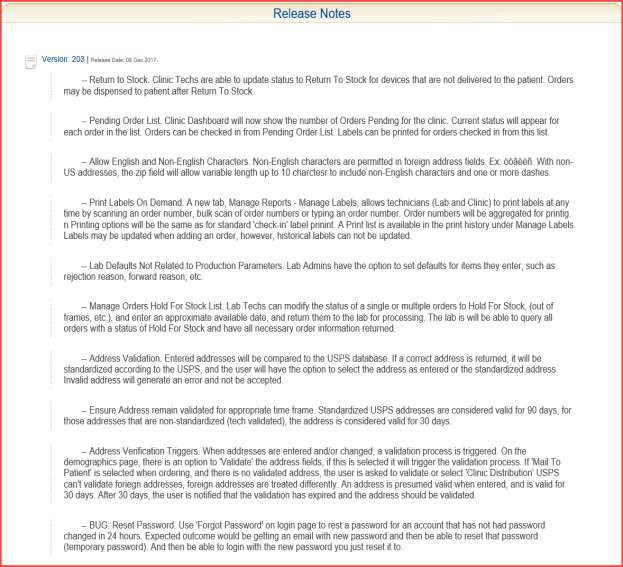 Release Notes
Version: 203 | Release Date: 08 Dec 2017.
-- Return to Stock. Clinic Techs are able to update status to Return To Stock for devices that are not delivered to the patient. Orders
may be dispensed to patient after Return To Stock.
-- Pending Order List. Clinic Dashboard will now show the number of Orders Pending for the clinic. Current status will appear for
each order in the list. Orders can be checked in from Pending Order List. Labels can be printed for orders checked in from this list.
-- Allow English and Non-English Characters. Non-English characters are permitted in foreign address fields. Ex: òóâèéñ. With non-
US addresses, the zip field will allow variable length up to 10 charctesr to include non-English characters and one or more dashes.
-- Print Labels On Demand. A new tab, Manage Reports - Manage Labels, allows technicians (Lab and Clinic) to print labels at any
time by scanning an order number, bulk scan of order numbers or typing an order number. Order numbers will be aggregated for printig.
n Printing options will be the same as for standard 'check-in' label prinint. A Print list is available in the print history under Manage Labels.
Labels may be updated when adding an order, however, historical labels can not be updated.
-- Lab Defaults Not Related to Production Parameters. Lab Admins have the option to set defaults for items they enter, such as
rejection reason, forward reason, etc.
-- Manage Orders Hold For Stock List. Lab Techs can modify the status of a single or multiple orders to Hold For Stock, (out of
frames, etc.), and enter an approximate available date, and return them to the lab for processing. The lab is will be able to query all
orders with a status of Hold For Stock and have all necessary order information returned.
-- Address Validation. Entered addresses will be compared to the USPS database. If a correct address is returned, it will be
standardized according to the USPS, and the user will have the option to select the address as entered or the standardized address.
Invalid address will generate an error and not be accepted.
-- Ensure Address remain validated for appropriate time frame. Standardized USPS addresses are considered valid for 90 days, for
those addresses that are non-standardized (tech validated), the address is considered valid for 30 days.
-- Address Verification Triggers. When addresses are entered and/or changed, a validation process is triggered. On the
demographics page, there is an option to 'Validate' the address fields, if this is selected it will trigger the validation process. If 'Mail To
Patient' is selected when ordering, and there is no validated address, the user is asked to validate or select 'Clinic Distribution' USPS
can't validate foriegn addresses, foreign addresses are treated differently. An address is presumed valid when entered, and is valid for
30 days. After 30 days, the user is notified that the validation has expired and the address should be validated.
-- BUG: Reset Password. Use 'Forgot Password' on login page to rest a password for an account that has not had password
changed in 24 hours. Expected outcome would be getting an email with new password and then be able to reset that password
(temporary password). And then be able to login with the new password you just reset it to.